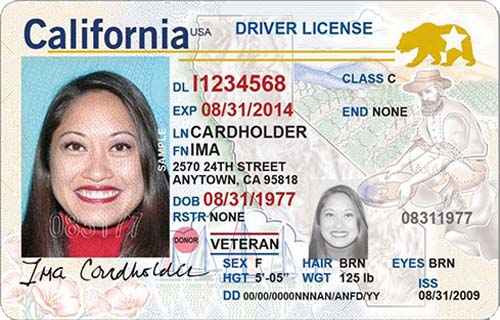 California USA DRIVER LICENSE
DL I1234568 CLASS C
EXP 08/31/2014 END NONE
LN CARDHOLDER
FN IMA
2570 24TH STREET
ANYTOWN, CA 95818
DOB 08/31/1977
RSTR NONE
SAMPLE
083177
08311977
DONOR
VETERAN
SEX F HAIR BRN EYES BRN
HGT 5'-05" WGT 125 lb ISS
DD 00/00/0000NNNAN/ANFD/YY 08/31/2009
Ima Cardholder